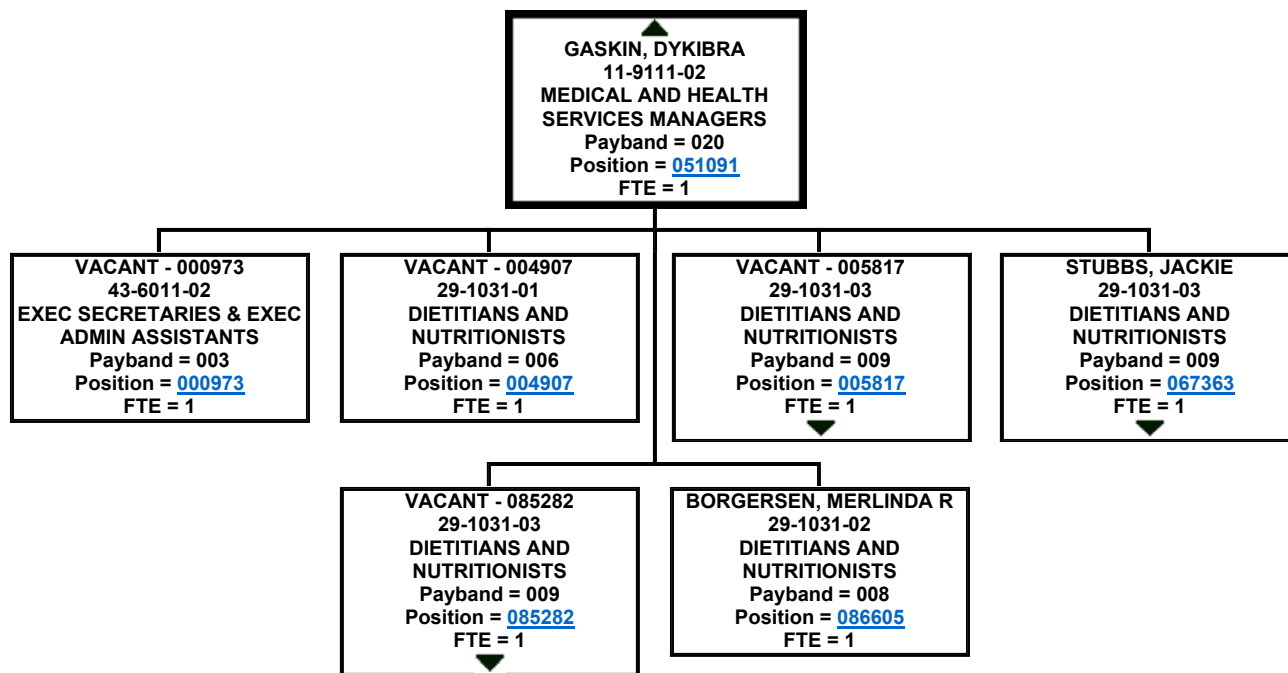 GASKIN, DYKIBRA
11-9111-02
MEDICAL AND HEALTH
SERVICES MANAGERS
Payband = 020
Position = 051091
FTE = 1
VACANT - 000973
43-6011-02
EXEC SECRETARIES & EXEC
ADMIN ASSISTANTS
Payband = 003
Position = 000973
FTE = 1
VACANT - 004907
29-1031-01
DIETITIANS AND
NUTRITIONISTS
Payband = 006
Position = 004907
FTE = 1
VACANT - 005817
29-1031-03
DIETITIANS AND
NUTRITIONISTS
Payband = 009
Position = 005817
FTE = 1
STUBBS, JACKIE
29-1031-03
DIETITIANS AND
NUTRITIONISTS
Payband = 009
Position = 067363
FTE = 1
VACANT - 085282
29-1031-03
DIETITIANS AND
NUTRITIONISTS
Payband = 009
Position = 085282
FTE = 1
BORGERSEN, MERLINDA R
29-1031-02
DIETITIANS AND
NUTRITIONISTS
Payband = 008
Position = 086605
FTE = 1